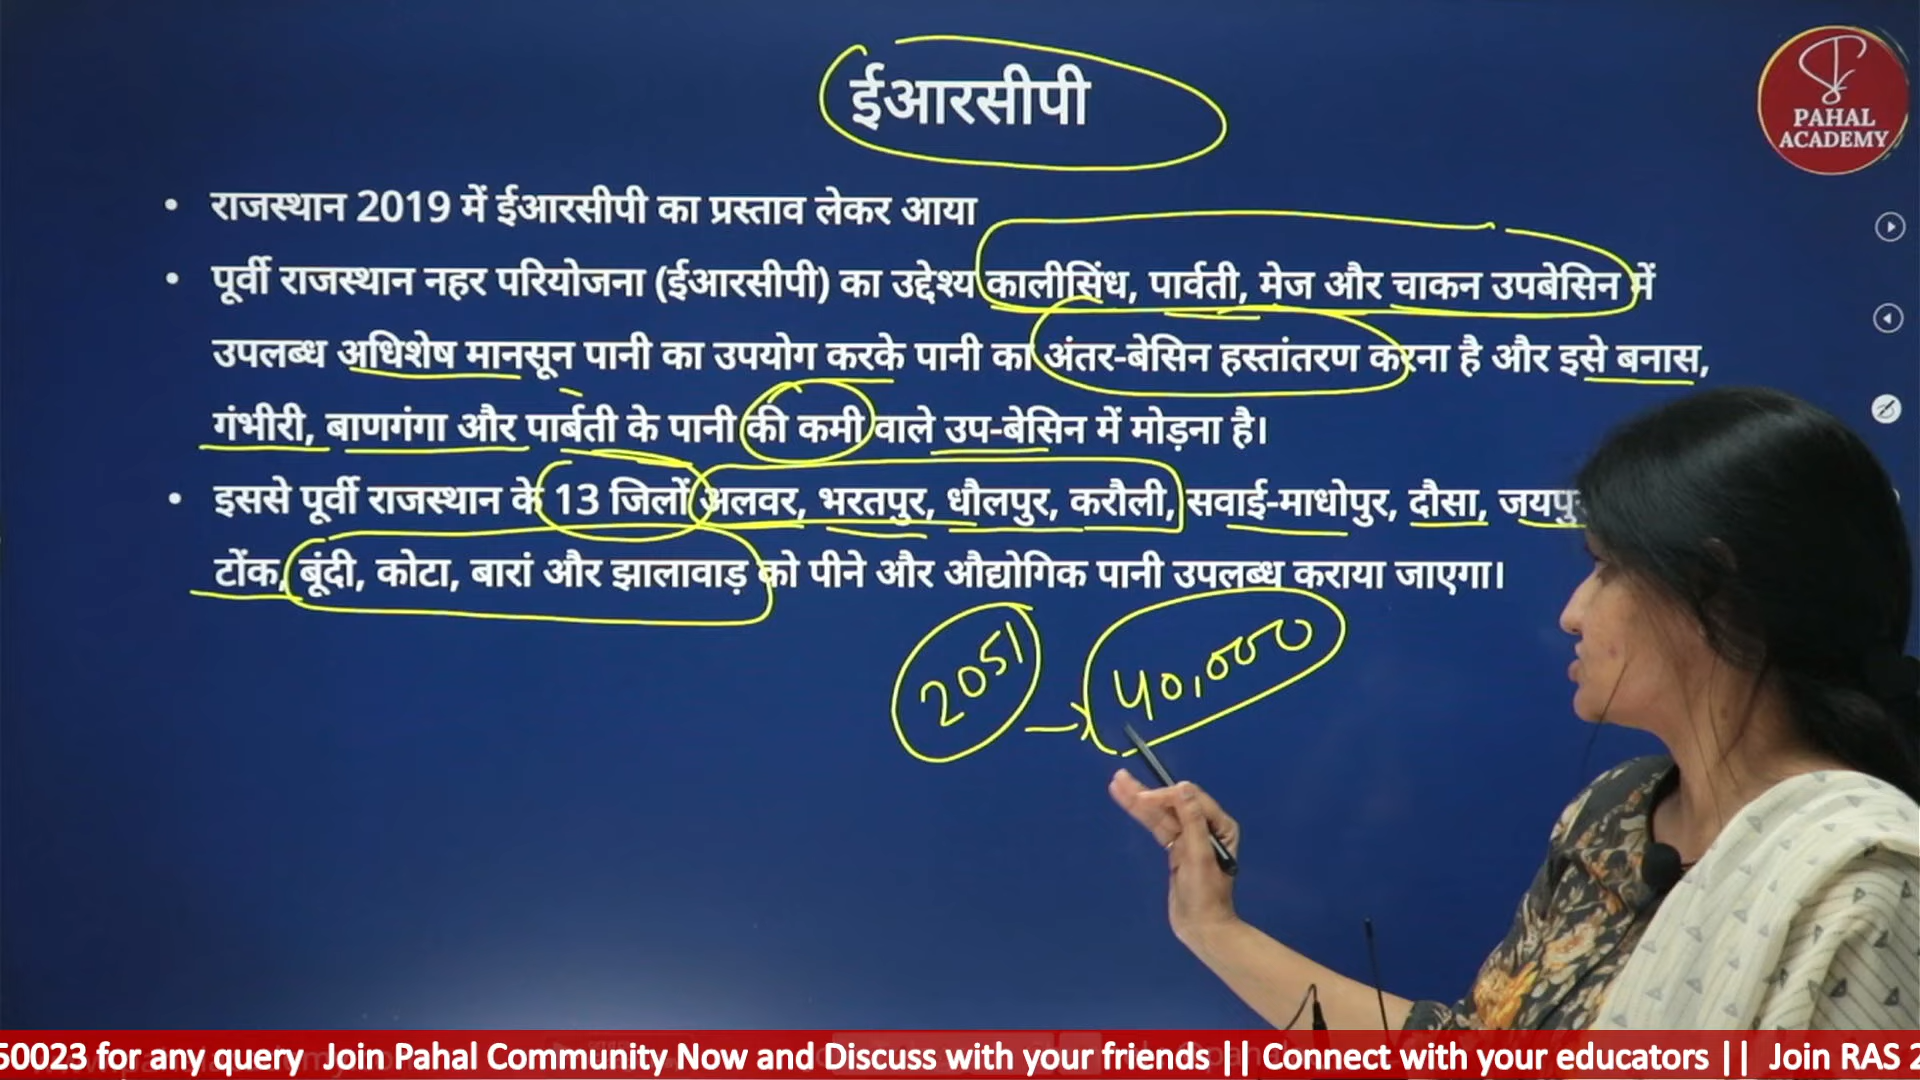 ईआरसीपी
PAHAL
ACADEMY
• राजस्थान 2019 में ईआरसीपी का प्रस्ताव लेकर आया
• पूर्वी राजस्थान नहर परियोजना (ईआरसीपी) का उद्देश्य कालीसिंध, पार्वती, मेज और चाकन उपबेसिन में
उपलब्ध अधिशेष मानसून पानी का उपयोग करके पानी का अंतर-बेसिन हस्तांतरण करना है और इसे बनास,
गंभीरी, बाणगंगा और पार्बती के पानी की कमी वाले उप-बेसिन में मोड़ना है।
• इससे पूर्वी राजस्थान के 13 जिलों अलवर, भरतपुर, धौलपुर, करौली, सवाई-माधोपुर, दौसा, जयपु
टोंक, बूंदी, कोटा, बारां और झालावाड़ को पीने और औद्योगिक पानी उपलब्ध कराया जाएगा।
2051 → 40,000
50023 for any query Join Pahal Community Now and Discuss with your friends || Connect with your educators || Join RAS 2